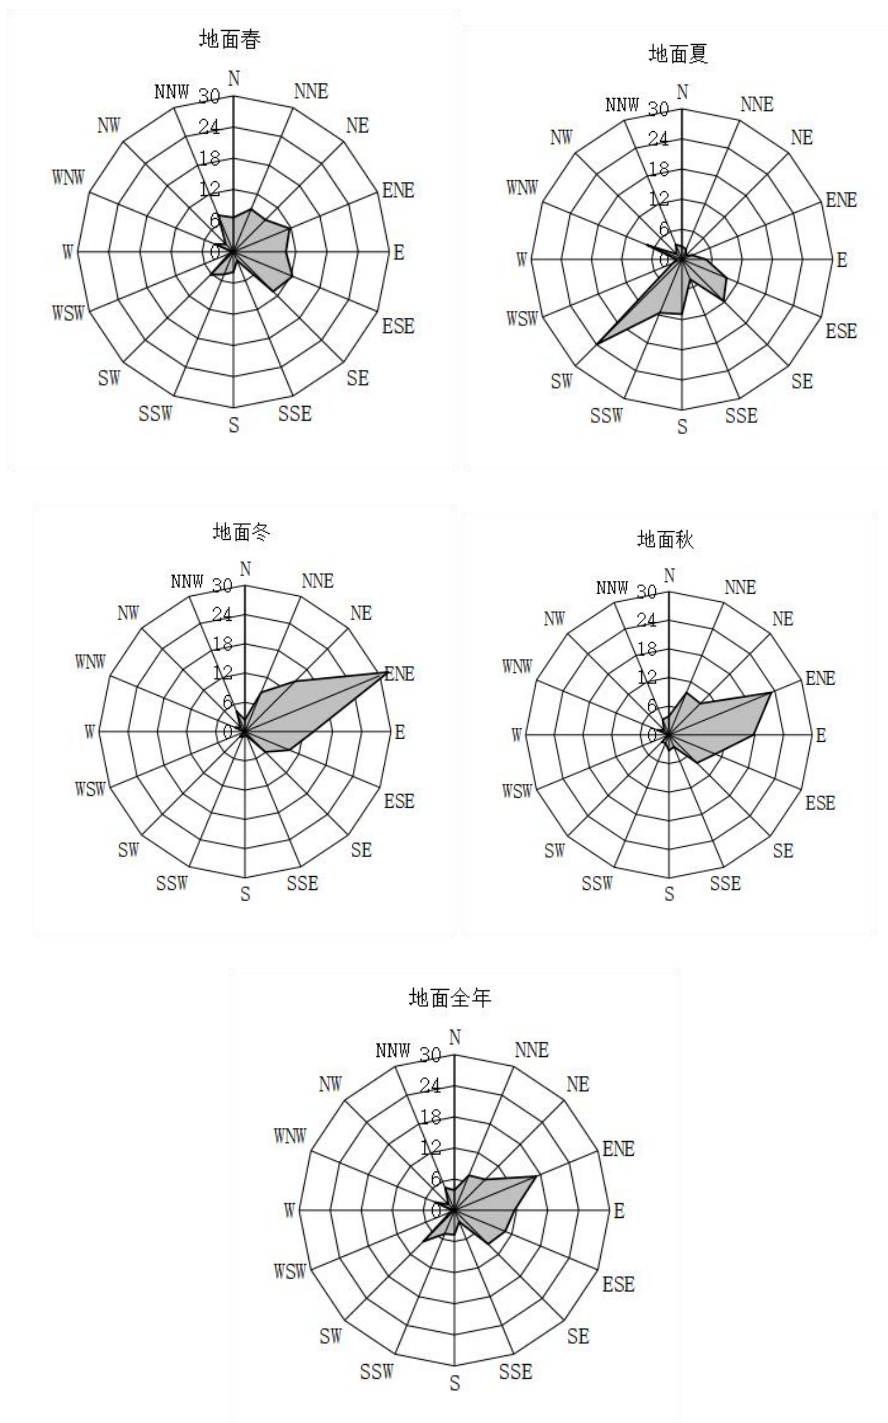 地面春
N
NNW 30 NNE
NW 24 NE
18
WNW 12 ENE
6
W 0 E
WSW ESE
SW SE
SSW SSE
S
地面夏
N
NNW 30 NNE
NW 24 NE
18
WNW 12 ENE
6
W 0 E
WSW ESE
SW SE
SSW SSE
S
地面冬
N
NNW 30 NNE
NW 24 NE
18
WNW 12 ENE
6
W 0 E
WSW ESE
SW SE
SSW SSE
S
地面秋
N
NNW 30 NNE
NW 24 NE
18
WNW 12 ENE
6
W 0 E
WSW ESE
SW SE
SSW SSE
S
地面全年
N
NNW 30 NNE
NW 24 NE
18
WNW 12 ENE
6
W 0 E
WSW ESE
SW SE
SSW SSE
S